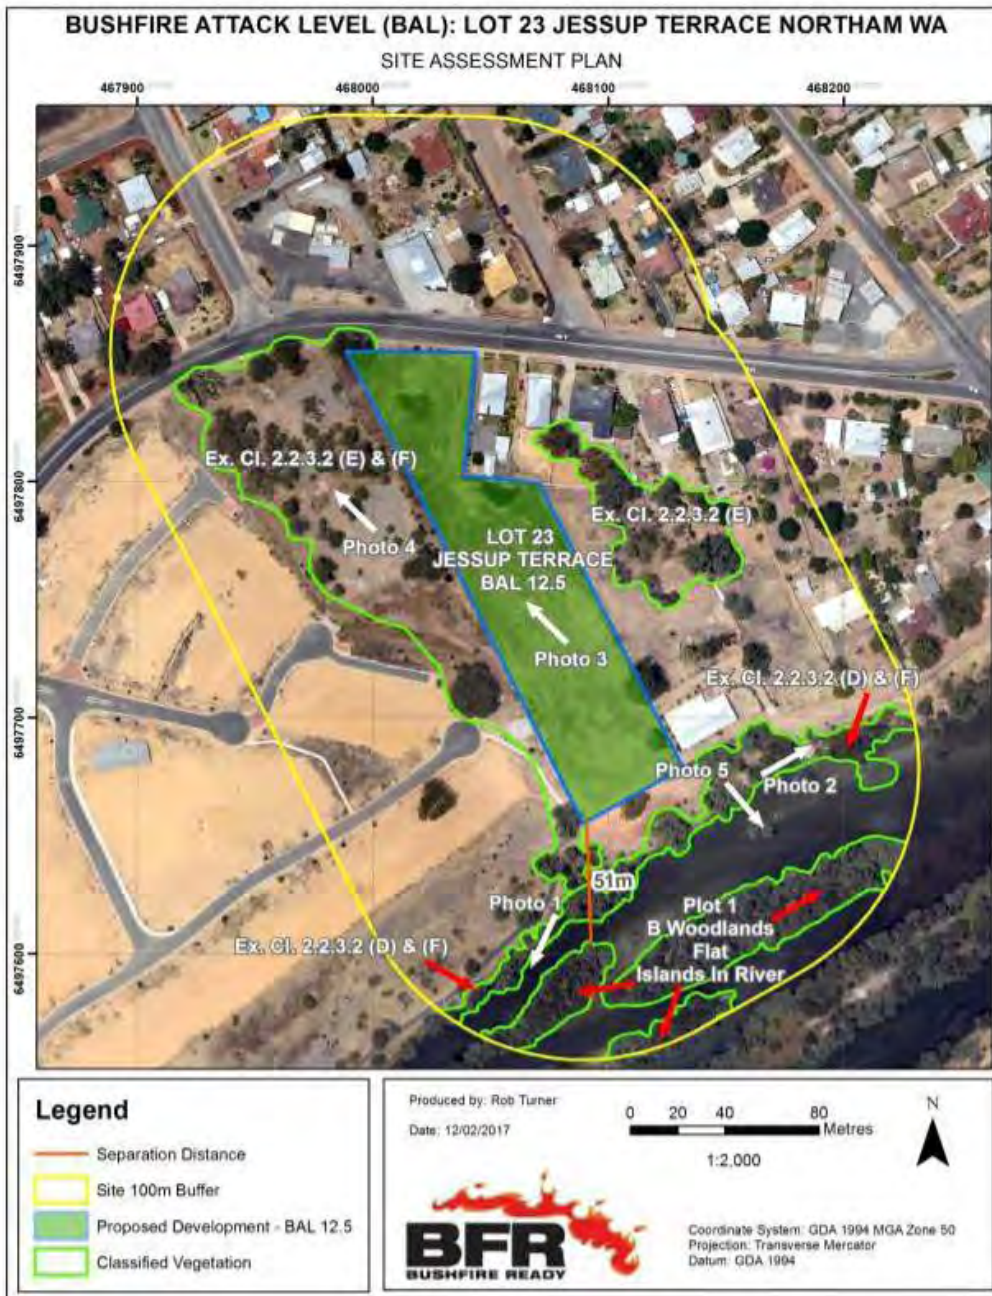 BUSHFIRE ATTACK LEVEL (BAL): LOT 23 JESSUP TERRACE NORTHAM WA
SITE ASSESSMENT PLAN
467900
468000
468100
468200
6497900
6497800
6497700
6497600
Ex. Cl. 2.2.3.2 (E) & (F)
Photo 4
Ex. Cl. 2.2.3.2 (E)
LOT 23
JESSUP TERRACE
BAL 12.5
Photo 3
Ex. Cl. 2.2.3.2 (D) & (F)
Photo 5
Photo 2
51m
Photo 1
Plot 1
B Woodlands
Flat
Islands In River
Ex. Cl. 2.2.3.2 (D) & (F)
Legend
Separation Distance
Site 100m Buffer
Proposed Development - BAL 12.5
Classified Vegetation
Produced by: Rob Turner
Date: 12/02/2017
0 20 40 80
Metres
1:2,000
N
BFR
BUSHFIRE READY
Coordinate System: GDA 1994 MGA Zone 50
Projection: Transverse Mercator
Datum: GDA 1994